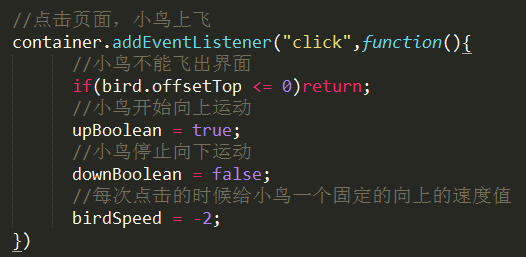 //点击页面，小鸟上飞
container.addEventListener("click",function(){
//小鸟不能飞出界面
if(bird.offsetTop <= 0)return;
//小鸟开始向上运动
upBoolean = true;
//小鸟停止向下运动
downBoolean = false;
//每次点击的时候给小鸟一个固定的向上的速度值
birdSpeed = -2;
})